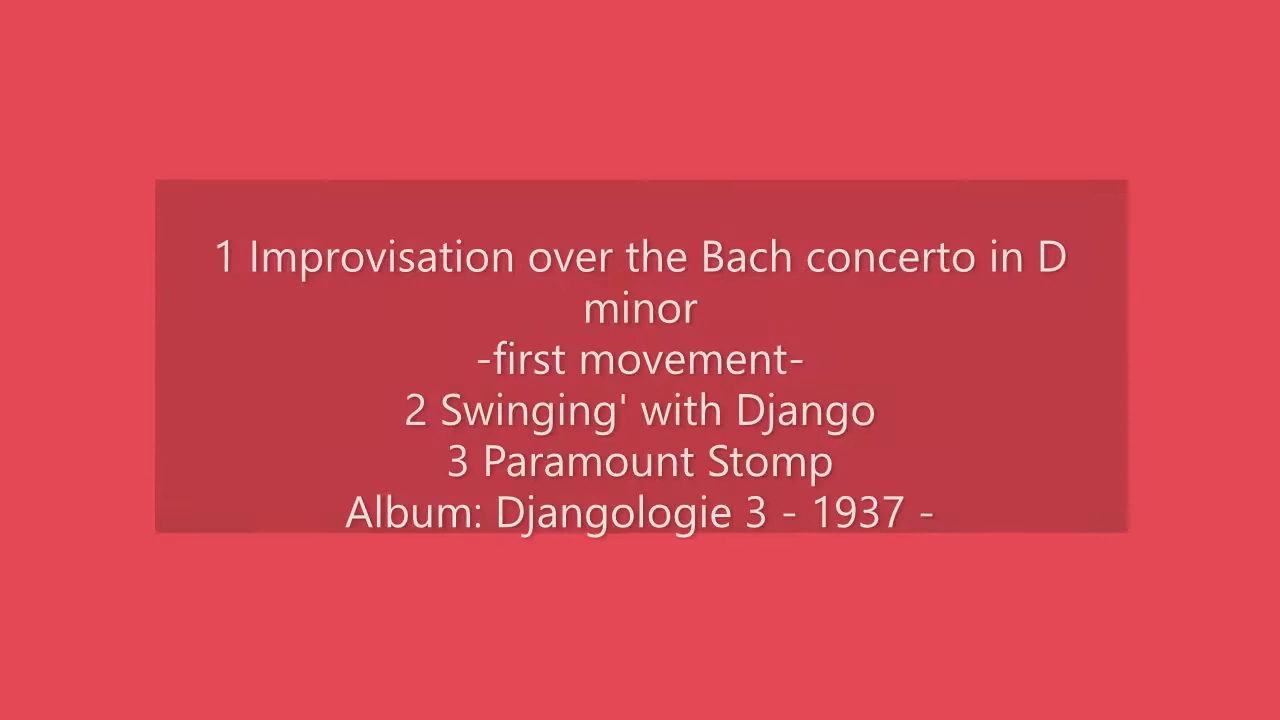 1 Improvisation over the Bach concerto in D
minor
-first movement-
2 Swinging' with Django
3 Paramount Stomp
Album: Djangologie 3 - 1937 -